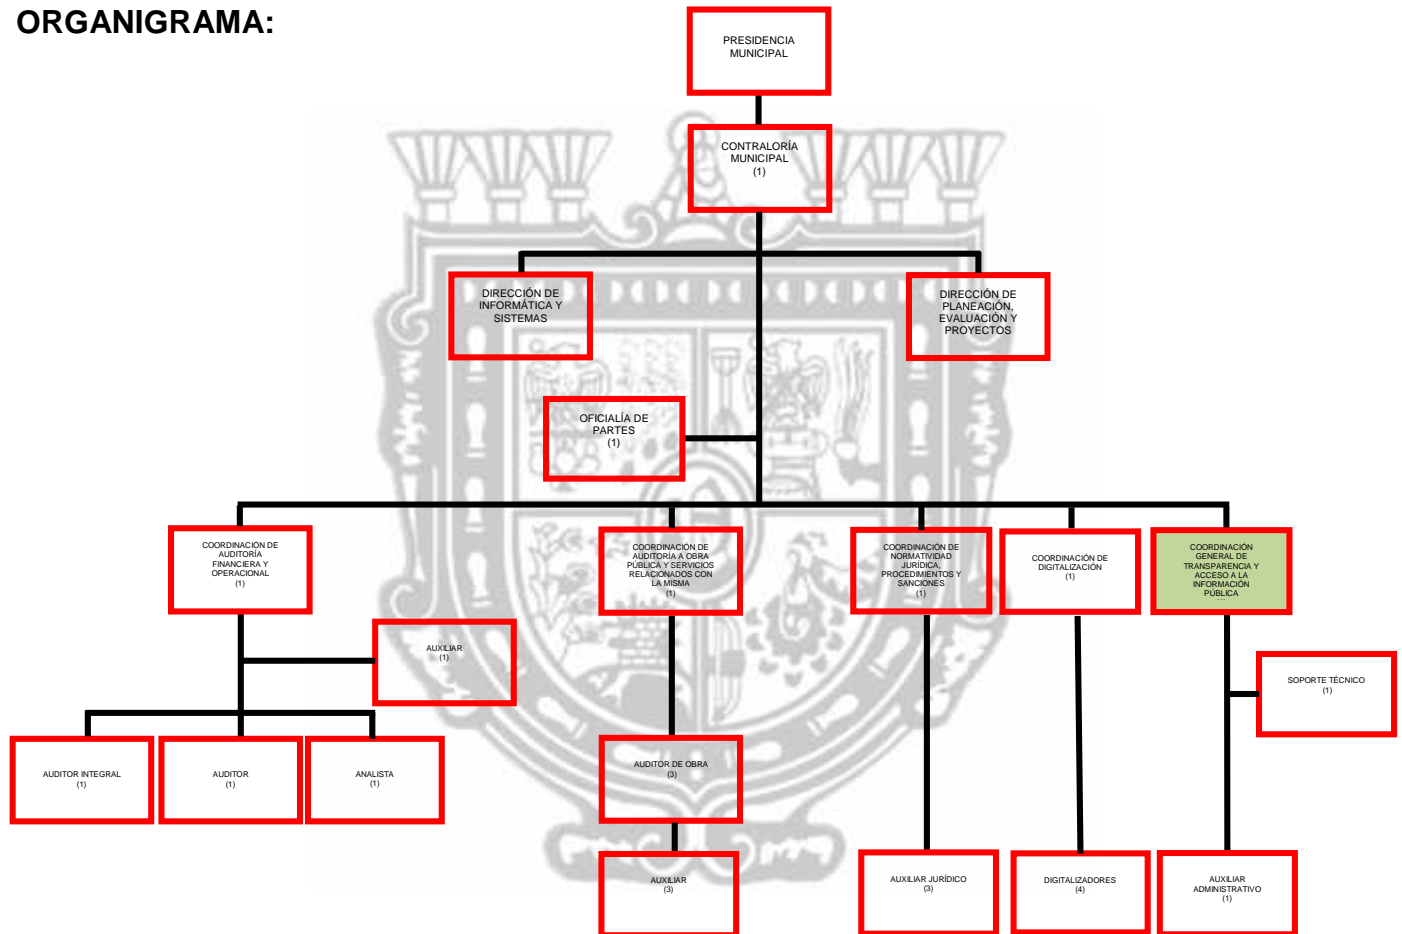 ORGANIGRAMA:
PRESIDENCIA
MUNICIPAL
CONTRALORÍA
MUNICIPAL
(1)
DIRECCIÓN DE
INFORMÁTICA Y
SISTEMAS
DIRECCIÓN DE
PLANEACIÓN,
EVALUACIÓN Y
PROYECTOS
OFICIALÍA DE
PARTES
(1)
COORDINACIÓN DE
AUDITORÍA
FINANCIERA Y
OPERACIONAL
(1)
COORDINACIÓN DE
AUDITORÍA A OBRA
PÚBLICA Y SERVICIOS
RELACIONADOS CON
LA MISMA
(1)
COORDINACIÓN DE
NORMATIVIDAD
JURÍDICA,
PROCEDIMIENTOS Y
SANCIONES
(1)
COORDINACIÓN DE
DIGITALIZACIÓN
(1)
COORDINACIÓN
GENERAL DE
TRANSPARENCIA Y
ACCESO A LA
INFORMACIÓN
PÚBLICA
AUXILIAR
(1)
SOPORTE TÉCNICO
(1)
AUDITOR INTEGRAL
(1)
AUDITOR
(1)
ANALISTA
(1)
AUDITOR DE OBRA
(3)
AUXILIAR
(3)
AUXILIAR JURÍDICO
(3)
DIGITALIZADORES
(4)
AUXILIAR
ADMINISTRATIVO
(1)